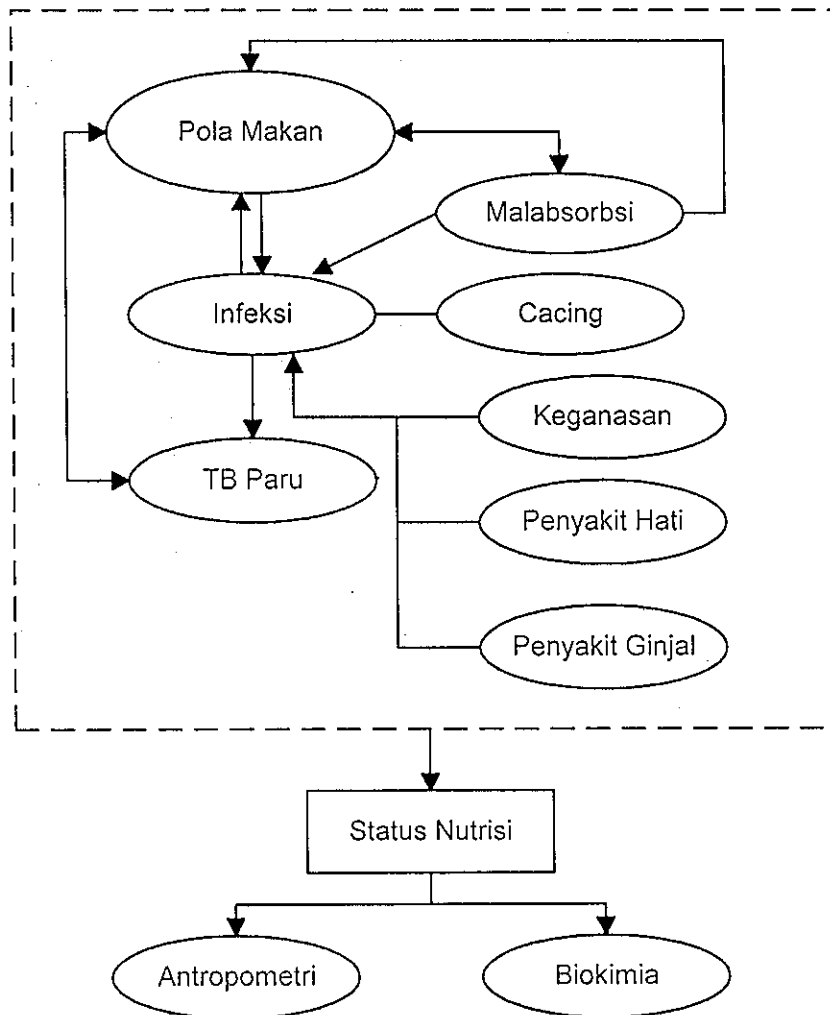 Pola Makan
Malabsorbsi
Infeksi
Cacing
Keganasan
TB Paru
Penyakit Hati
Penyakit Ginjal
Status Nutrisi
Antropometri
Biokimia